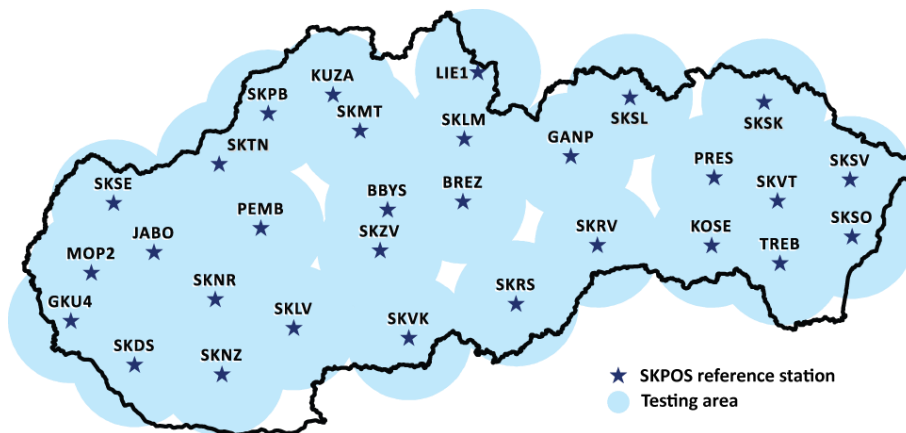 KUZA
LIE1
SKPB
SKMT
SKLM
SKSL
SKSK
GANP
SKTN
SKSE
PRES
SKSV
BBYS
BREZ
SKVT
PEMB
JABO
SKZV
SKRV
KOSE
SKSO
MOP2
TREB
SKNR
GKU4
SKLV
SKRS
SKVK
SKDS
SKNZ
SKPOS reference station
Testing area